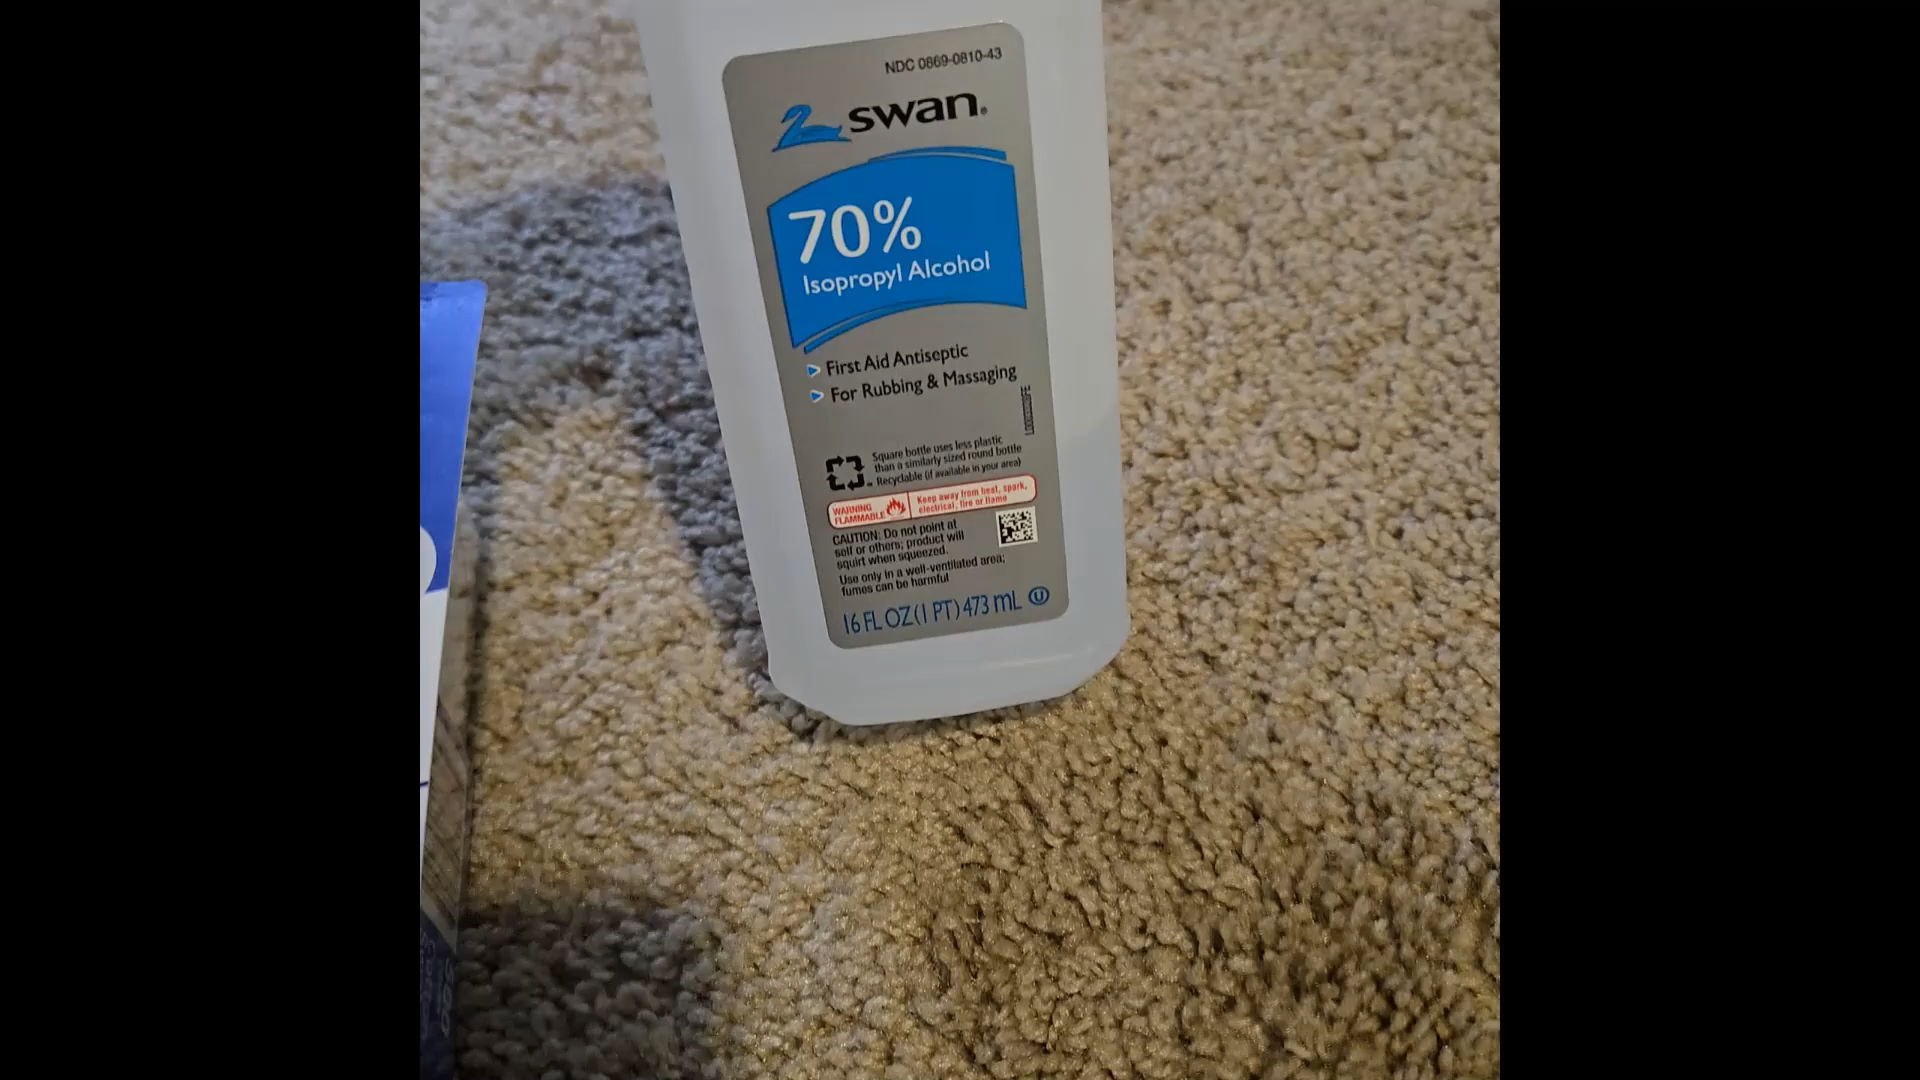 NDC 0869-0810-43
swan®
70%
Isopropyl Alcohol
First Aid Antiseptic
For Rubbing & Massaging
Square bottle uses less plastic
than a similarly sized round bottle
Recyclable (if available in your area)
WARNING
FLAMMABLE
Keep away from heat, spark,
electrical, fire or flame
CAUTION: Do not point at
self or others; product will
squirt when squeezed.
Use only in a well-ventilated area;
fumes can be harmful
16 FL OZ (1 PT) 473 mL U